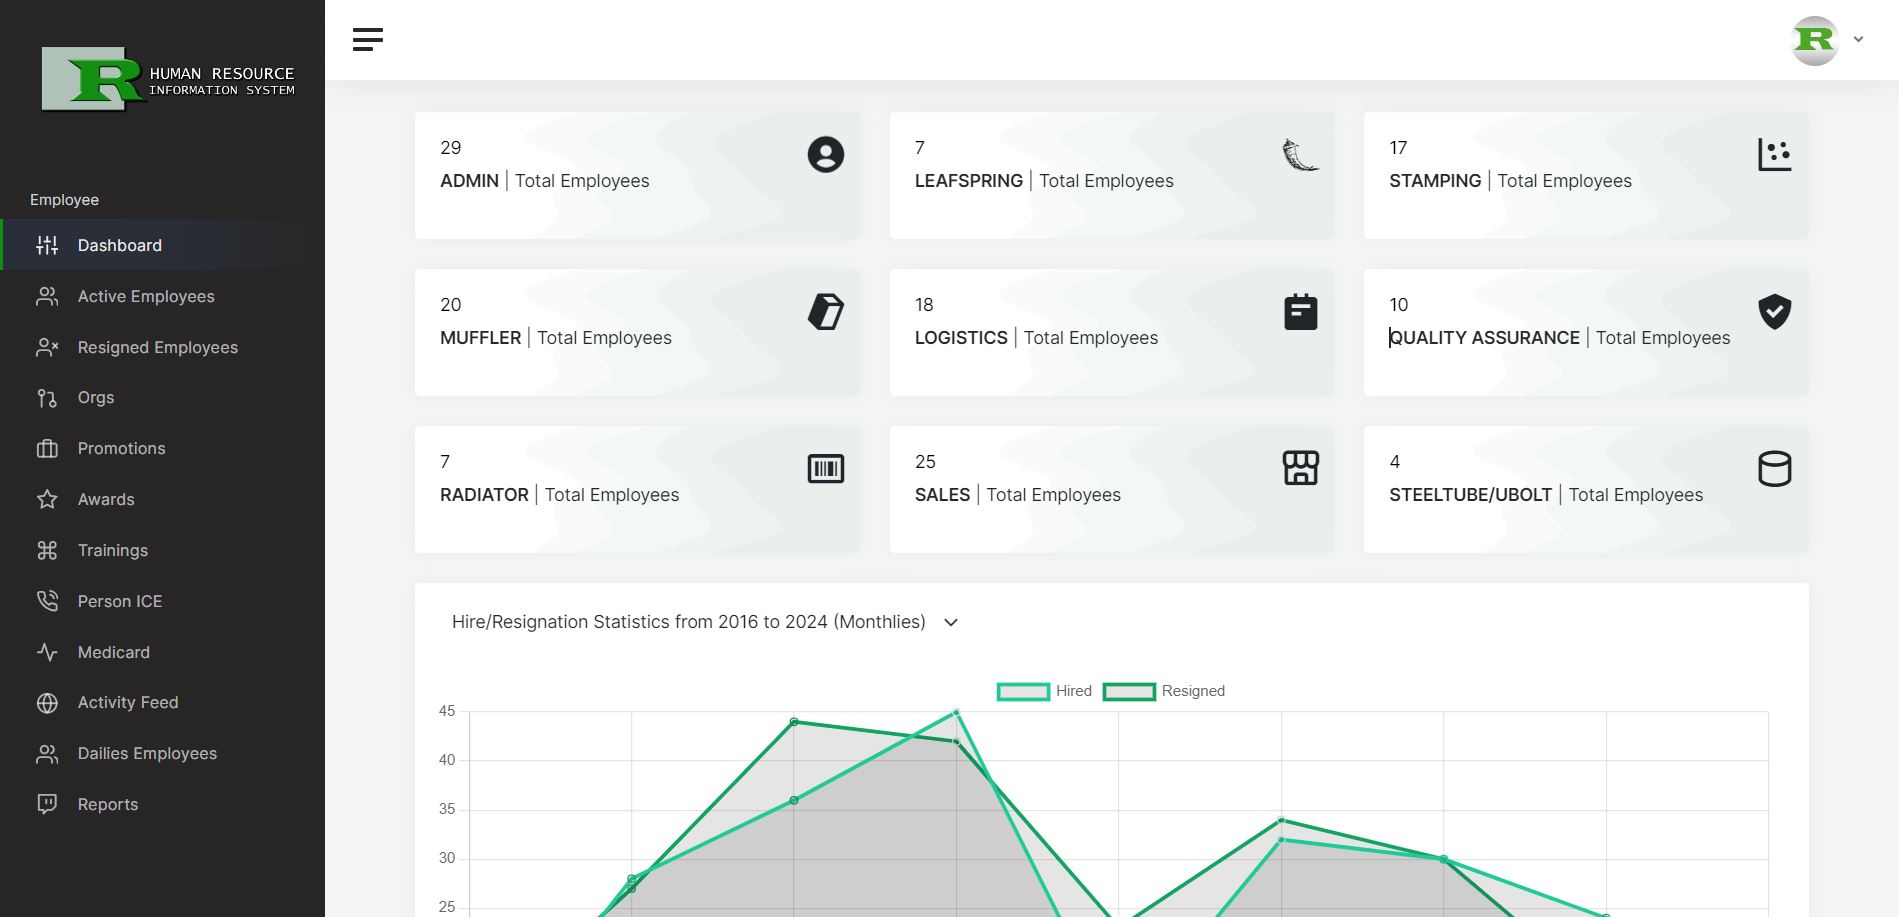 R HUMAN RESOURCE
INFORMATION SYSTEM
R
Employee
Dashboard
Active Employees
Resigned Employees
Orgs
Promotions
Awards
Trainings
Person ICE
Medicard
Activity Feed
Dailies Employees
Reports
29
ADMIN | Total Employees
7
LEAFSPRING | Total Employees
17
STAMPING | Total Employees
20
MUFFLER | Total Employees
18
LOGISTICS | Total Employees
10
QUALITY ASSURANCE | Total Employees
7
RADIATOR | Total Employees
25
SALES | Total Employees
4
STEELTUBE/UBOLT | Total Employees
Hire/Resignation Statistics from 2016 to 2024 (Monthlies)
Hired Resigned
45
40
35
30
25